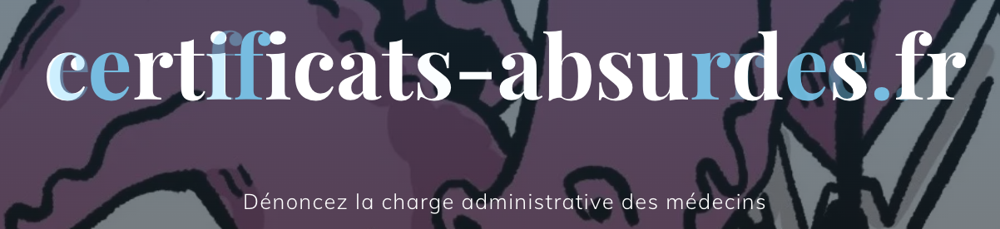 certificats-absurdes.fr
Dénoncez la charge administrative des médecins